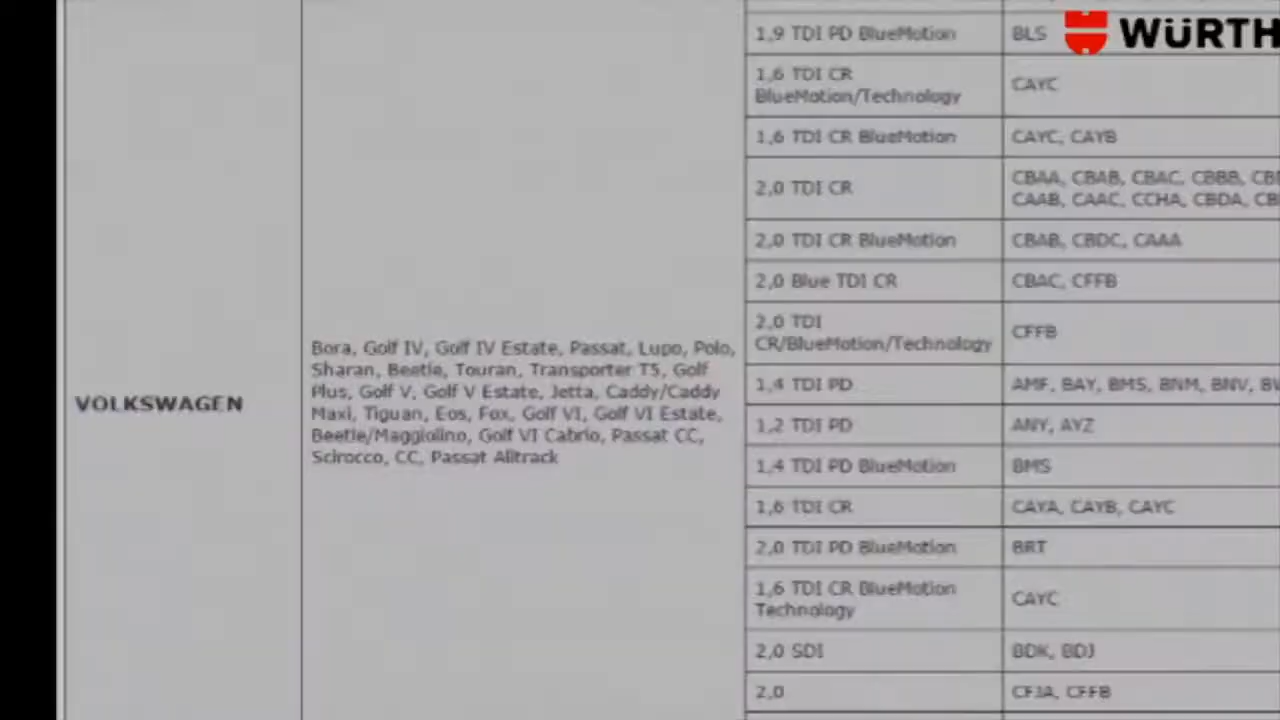 WÜRTH
1,9 TDI PD BlueMotion
BLS
1,6 TDI CR
BlueMotion/Technology
CAYC
1,6 TDI CR BlueMotion
CAYC, CAYB
2,0 TDI CR
CBAA, CBAB, CBAC, CBBB,
CAAB, CAAC, CCHA, CBDA,
2,0 TDI CR BlueMotion
CBAB, CBDC, CAAA
2,0 Blue TDI CR
CBAC, CFFB
2,0 TDI
CR/BlueMotion/Technology
CFFB
VOLKSWAGEN
Bora, Golf IV, Golf IV Estate, Passat, Lupo, Polo,
Sharan, Beetle, Touran, Transporter T5, Golf
Plus, Golf V, Golf V Estate, Jetta, Caddy/Caddy
Maxi, Tiguan, Eos, Fox, Golf VI, Golf VI Estate,
Beetle/Maggiolino, Golf VI Cabrio, Passat CC,
Scirocco, CC, Passat Alltrack
1,4 TDI PD
AMF, BAY, BMS, BNM, BNV,
1,2 TDI PD
ANY, AYZ
1,4 TDI PD BlueMotion
BMS
1,6 TDI CR
CAYA, CAYB, CAYC
2,0 TDI PD BlueMotion
BRT
1,6 TDI CR BlueMotion
Technology
CAYC
2,0 SDI
BDK, BDJ
2,0
CFJA, CFFB